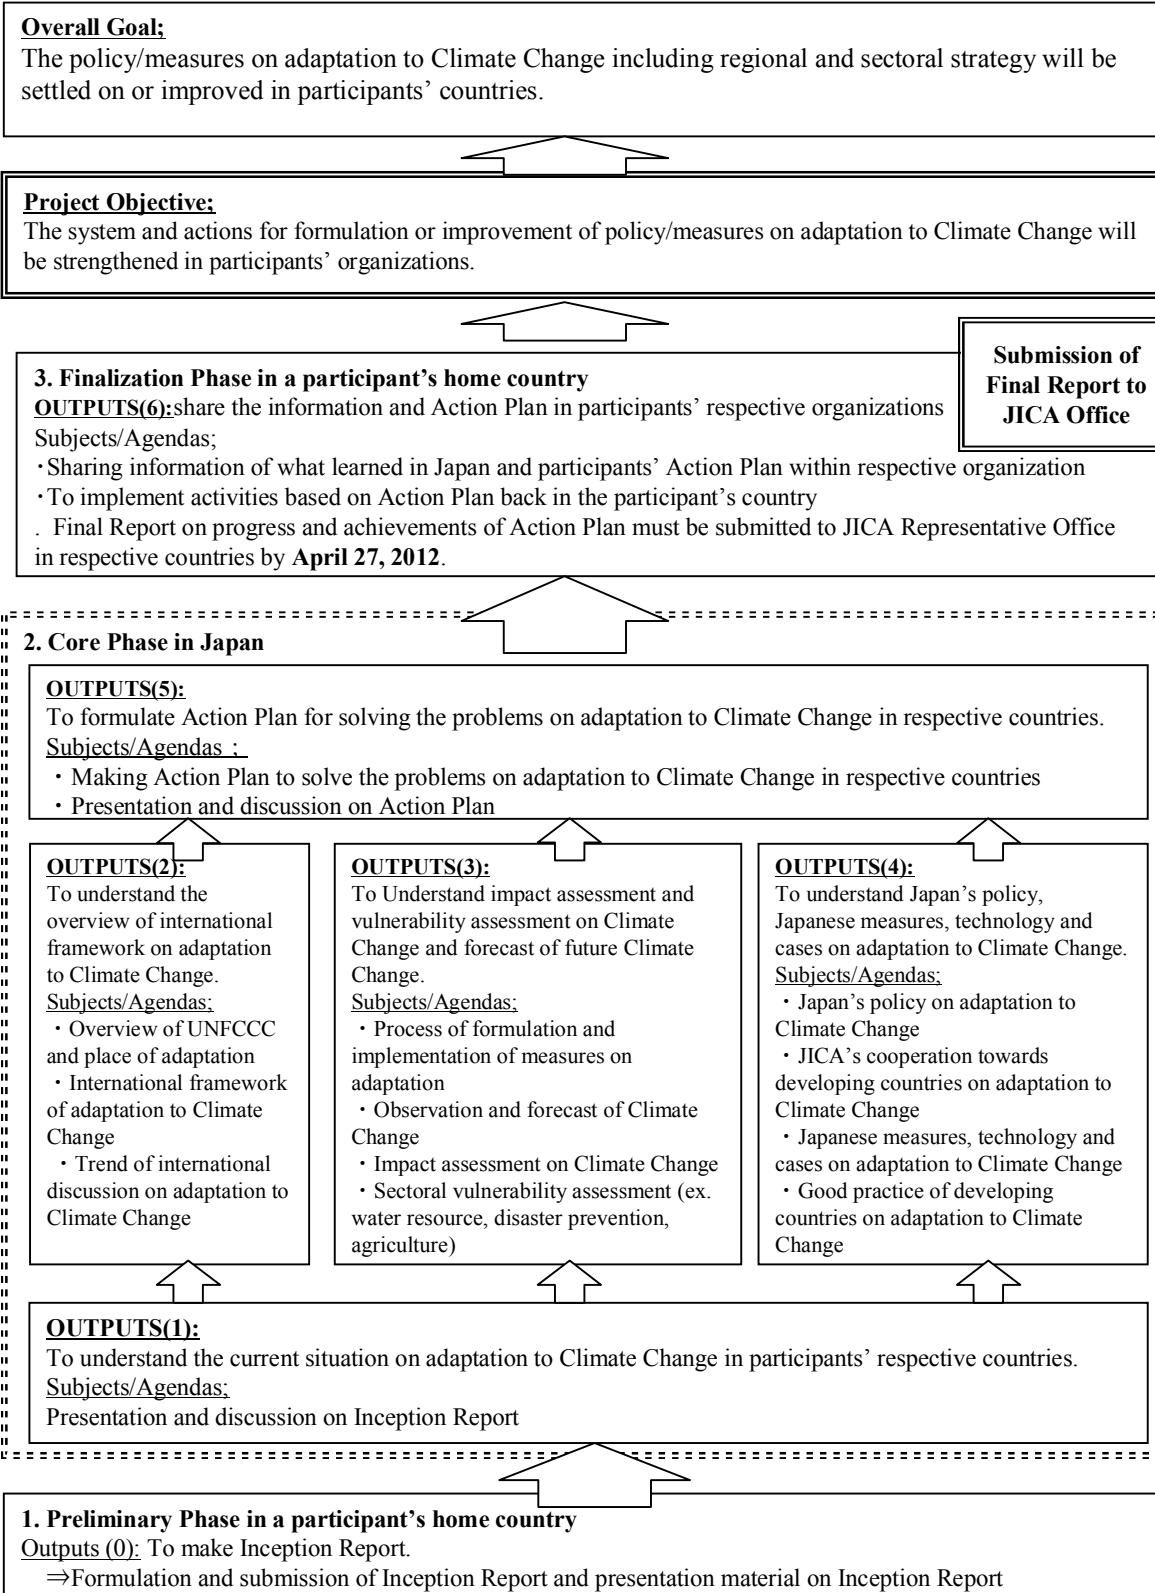 Overall Goal;
The policy/measures on adaptation to Climate Change including regional and sectoral strategy will be
settled on or improved in participants’ countries.
Project Objective;
The system and actions for formulation or improvement of policy/measures on adaptation to Climate Change will
be strengthened in participants’ organizations.
Submission of
Final Report to
JICA Office
3. Finalization Phase in a participant’s home country
OUTPUTS(6):share the information and Action Plan in participants’ respective organizations
Subjects/Agendas;
・Sharing information of what learned in Japan and participants’ Action Plan within respective organization
・To implement activities based on Action Plan back in the participant’s country
. Final Report on progress and achievements of Action Plan must be submitted to JICA Representative Office
in respective countries by April 27, 2012.
2. Core Phase in Japan
OUTPUTS(5):
To formulate Action Plan for solving the problems on adaptation to Climate Change in respective countries.
Subjects/Agendas ;
・Making Action Plan to solve the problems on adaptation to Climate Change in respective countries
・Presentation and discussion on Action Plan
OUTPUTS(2):
To understand the
overview of international
framework on adaptation
to Climate Change.
Subjects/Agendas;
・Overview of UNFCCC
and place of adaptation
・International framework
of adaptation to Climate
Change
・Trend of international
discussion on adaptation to
Climate Change
OUTPUTS(3):
To Understand impact assessment and
vulnerability assessment on Climate
Change and forecast of future Climate
Change.
Subjects/Agendas;
・Process of formulation and
implementation of measures on
adaptation
・Observation and forecast of Climate
Change
・Impact assessment on Climate Change
・Sectoral vulnerability assessment (ex.
water resource, disaster prevention,
agriculture)
OUTPUTS(4):
To understand Japan’s policy,
Japanese measures, technology and
cases on adaptation to Climate Change.
Subjects/Agendas;
・Japan’s policy on adaptation to
Climate Change
・JICA’s cooperation towards
developing countries on adaptation to
Climate Change
・Japanese measures, technology and
cases on adaptation to Climate Change
・Good practice of developing
countries on adaptation to Climate
Change
OUTPUTS(1):
To understand the current situation on adaptation to Climate Change in participants’ respective countries.
Subjects/Agendas;
Presentation and discussion on Inception Report
1. Preliminary Phase in a participant’s home country
Outputs (0): To make Inception Report.
⇒Formulation and submission of Inception Report and presentation material on Inception Report